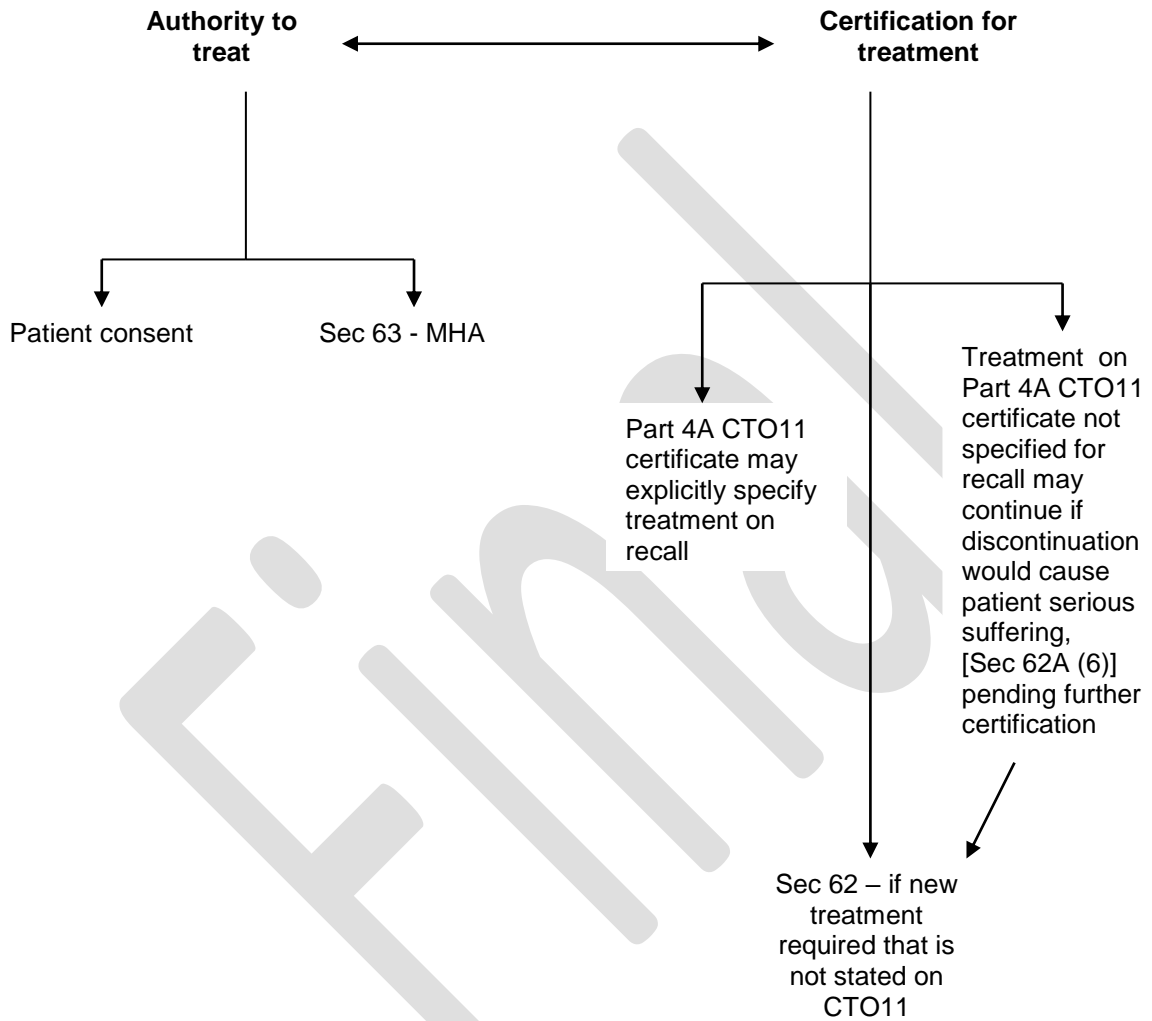 Authority to
treat
Certification for
treatment
Patient consent
Sec 63 - MHA
Part 4A CTO11
certificate may
explicitly specify
treatment on
recall
Treatment on
Part 4A CTO11
certificate not
specified for
recall may
continue if
discontinuation
would cause
patient serious
suffering,
[Sec 62A (6)]
pending further
certification
Sec 62 – if new
treatment
required that is
not stated on
CTO11
Final